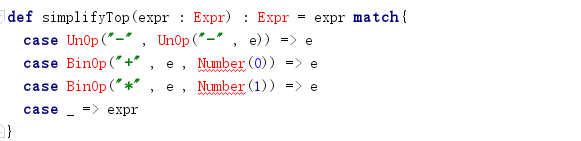 def simplifyTop(expr : Expr) : Expr = expr match{
case UnOp("-" , UnOp("-" , e)) => e
case BinOp("+" , e , Number(0)) => e
case BinOp("*" , e , Number(1)) => e
case _ => expr
}